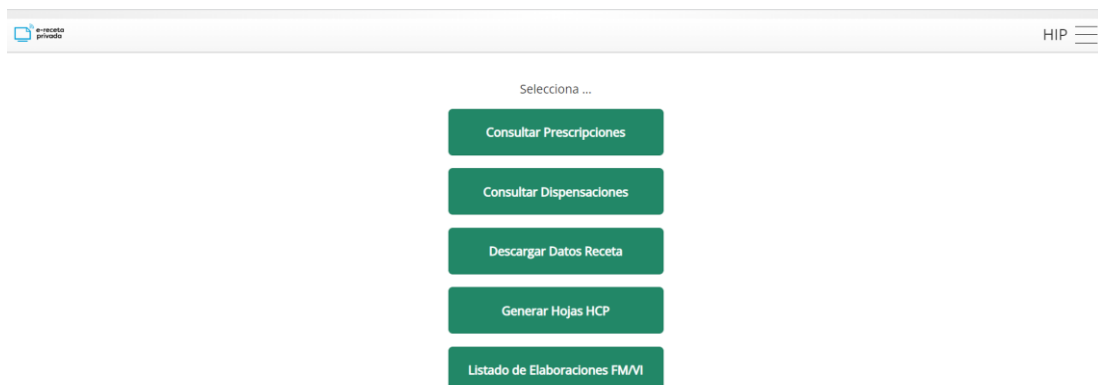 e-receta
privada
HIP
Selecciona ...
Consultar Prescripciones
Consultar Dispensaciones
Descargar Datos Receta
Generar Hojas HCP
Listado de Elaboraciones FM/VI